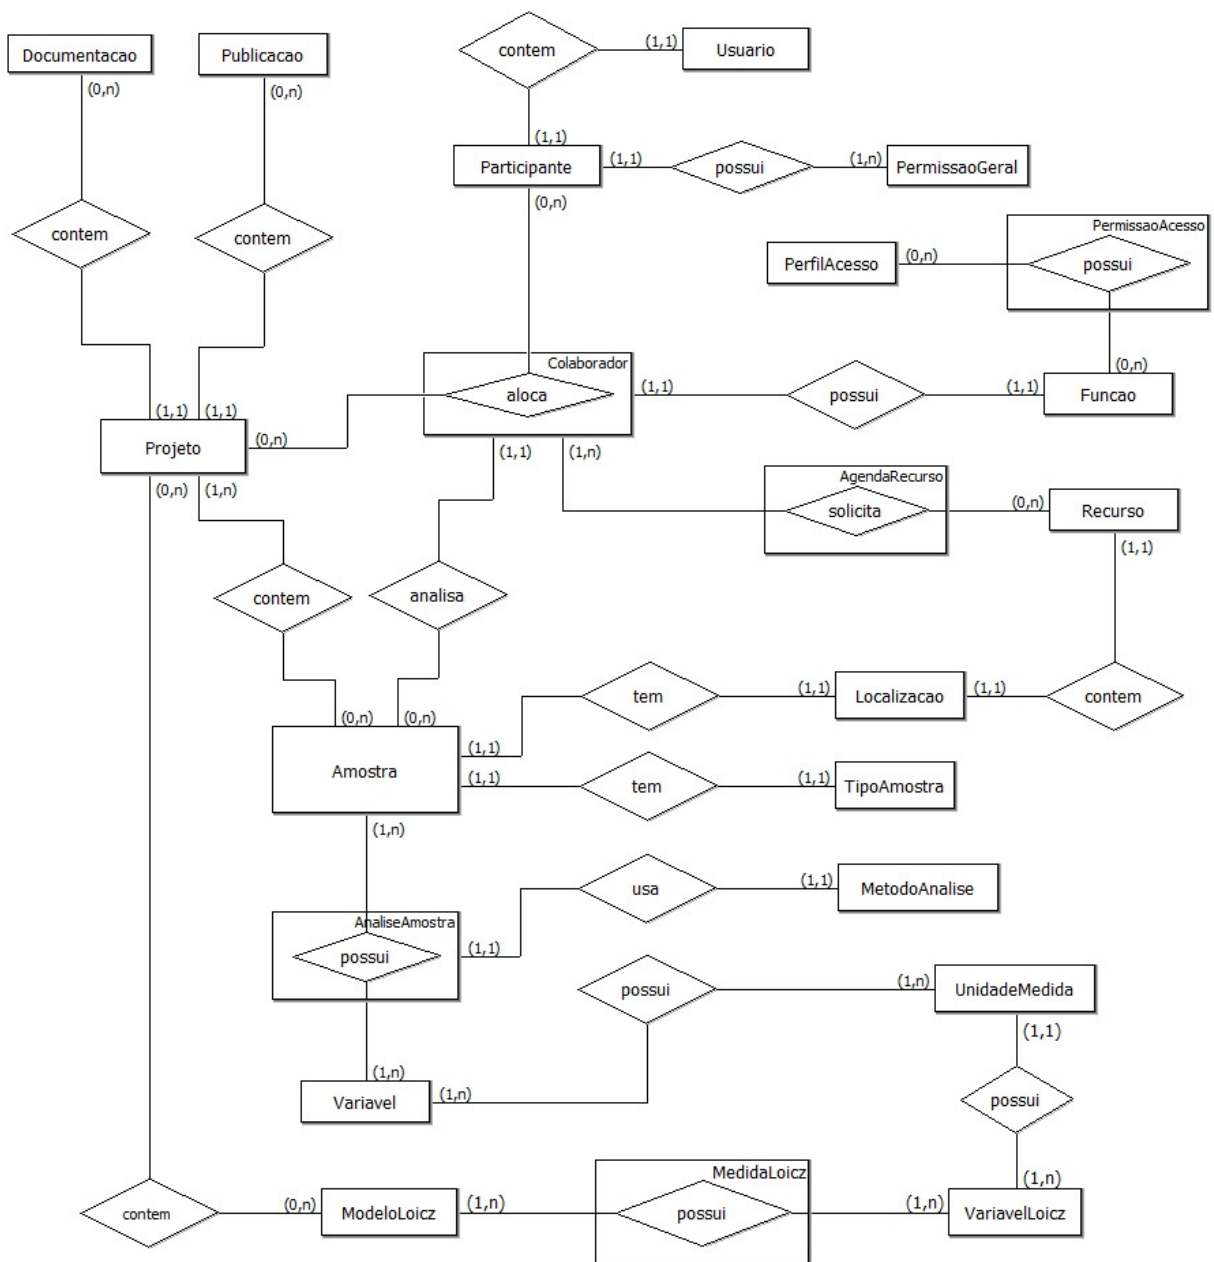 contem
(1,1)
Usuario
Documentacao
Publicacao
(0,n)
(0,n)
(1,1)
Participante
(1,1)
possui
(1,n)
PermissaoGeral
(0,n)
contem
contem
PermissaoAcesso
PerfilAcesso
(0,n)
possui
(0,n)
Colaborador
aloca
(1,1)
possui
(1,1)
Funcao
(1,1)
(1,1)
Projeto
(0,n)
(1,1)
(1,n)
(0,n)
(1,n)
AgendaRecurso
solicita
(0,n)
Recurso
(1,1)
contem
analisa
tem
(1,1)
Localizacao
(1,1)
contem
(0,n)
(0,n)
(1,1)
Amostra
(1,1)
tem
(1,1)
TipoAmostra
(1,n)
usa
(1,1)
MetodoAnalise
AnaliseAmostra
possui
(1,1)
possui
(1,n)
UnidadeMedida
(1,1)
(1,n)
Variavel
(1,n)
possui
(1,n)
MedidaLoicz
contem
(0,n)
ModeloLoicz
(1,n)
possui
(1,n)
VariavelLoicz